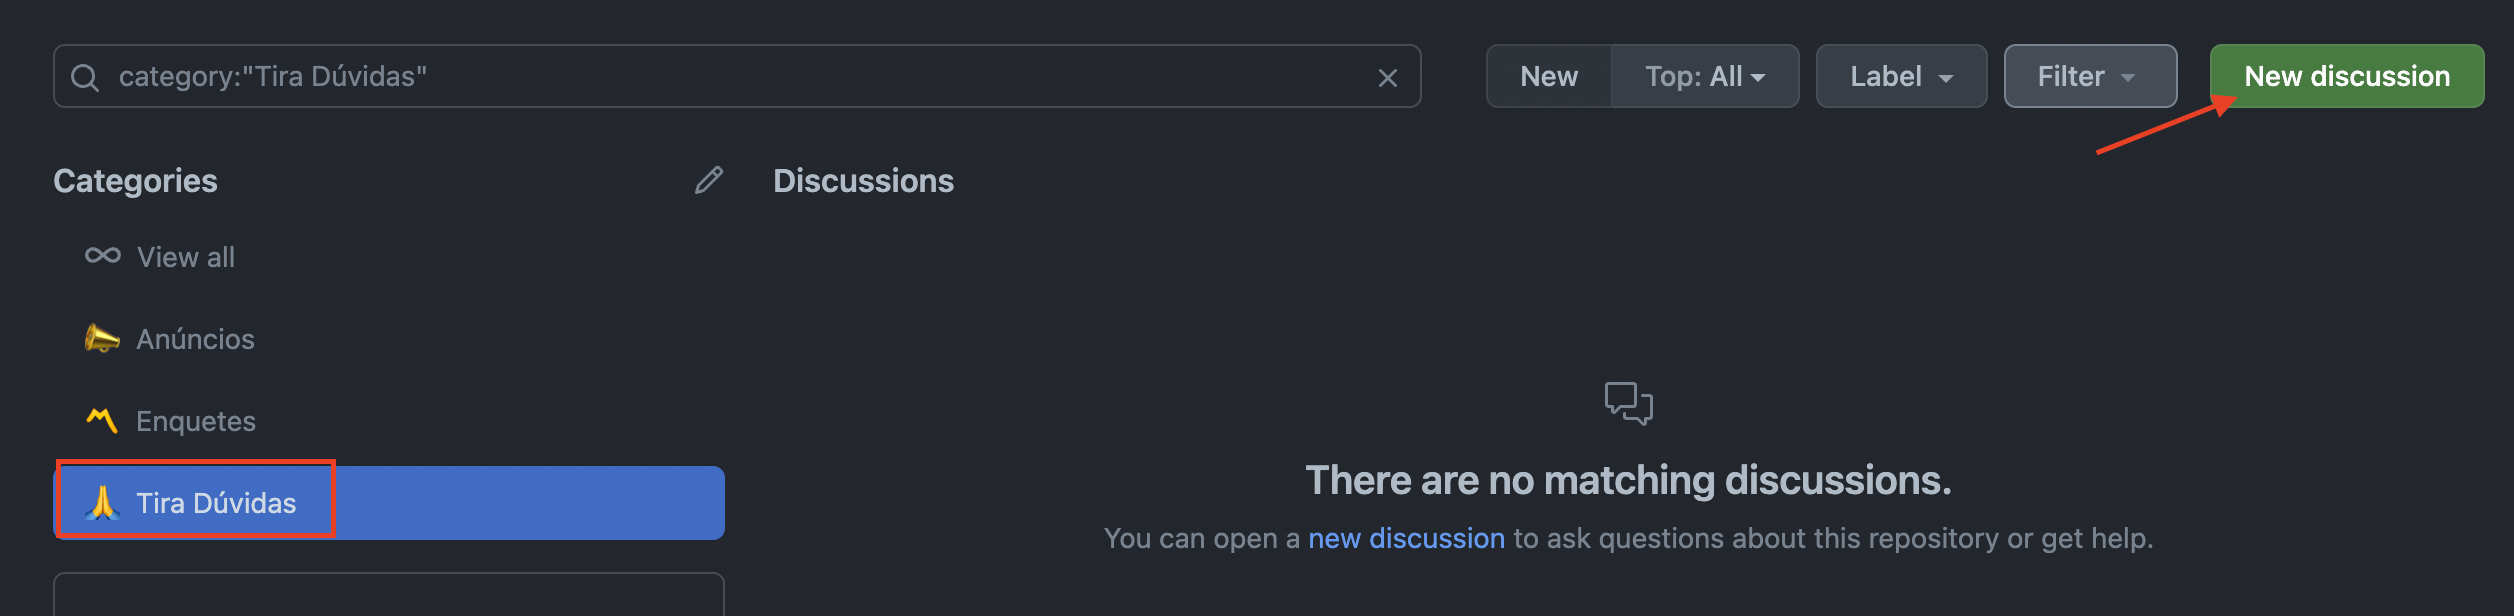 category:"Tira Dúvidas"
New
Top: All
Label
Filter
New discussion
Categories
View all
Anúncios
Enquetes
Tira Dúvidas
Discussions
There are no matching discussions.
You can open a new discussion to ask questions about this repository or get help.